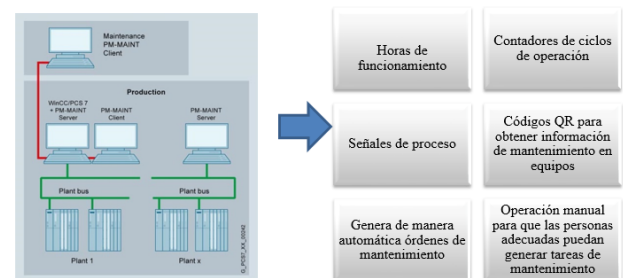 Maintenance
PM-MAINT
Client
Production
WinCC/PCS 7
+ PM-MAINT
Server
PM-MAINT
Client
PM-MAINT
Server
Plant bus
Plant bus
Plant 1
Plant x
G_PCS7_XX_00242
Horas de
funcionamiento
Contadores de ciclos
de operación
Señales de proceso
Códigos QR para
obtener información
de mantenimiento en
equipos
Genera de manera
automática órdenes de
mantenimiento
Operación manual
para que las personas
adecuadas puedan
generar tareas de
mantenimiento